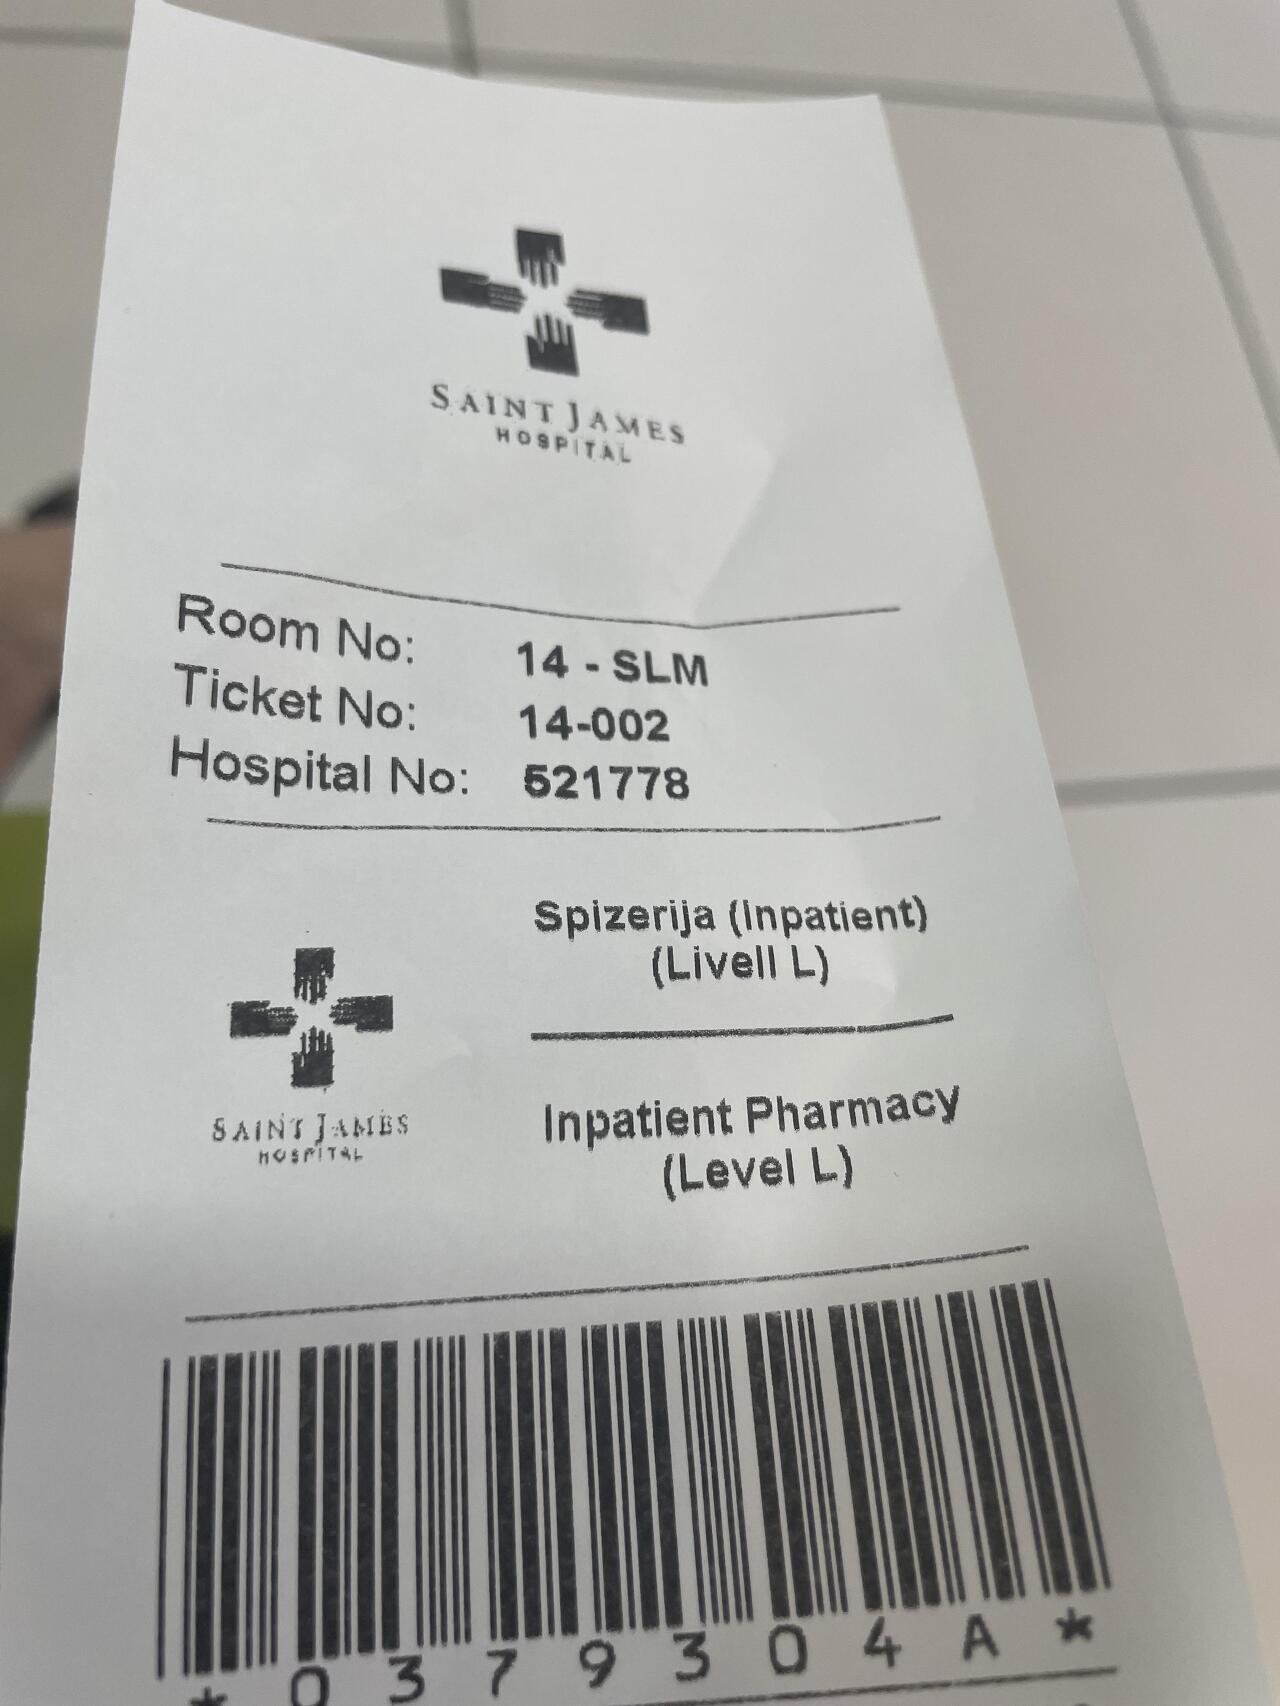 SAINT JAMES
HOSPITAL
Room No: 14 - SLM
Ticket No: 14-002
Hospital No: 521778
Spizerija (Inpatient)
(Livell L)
SAINT JAMES
HOSPITAL
Inpatient Pharmacy
(Level L)
*0379304A*